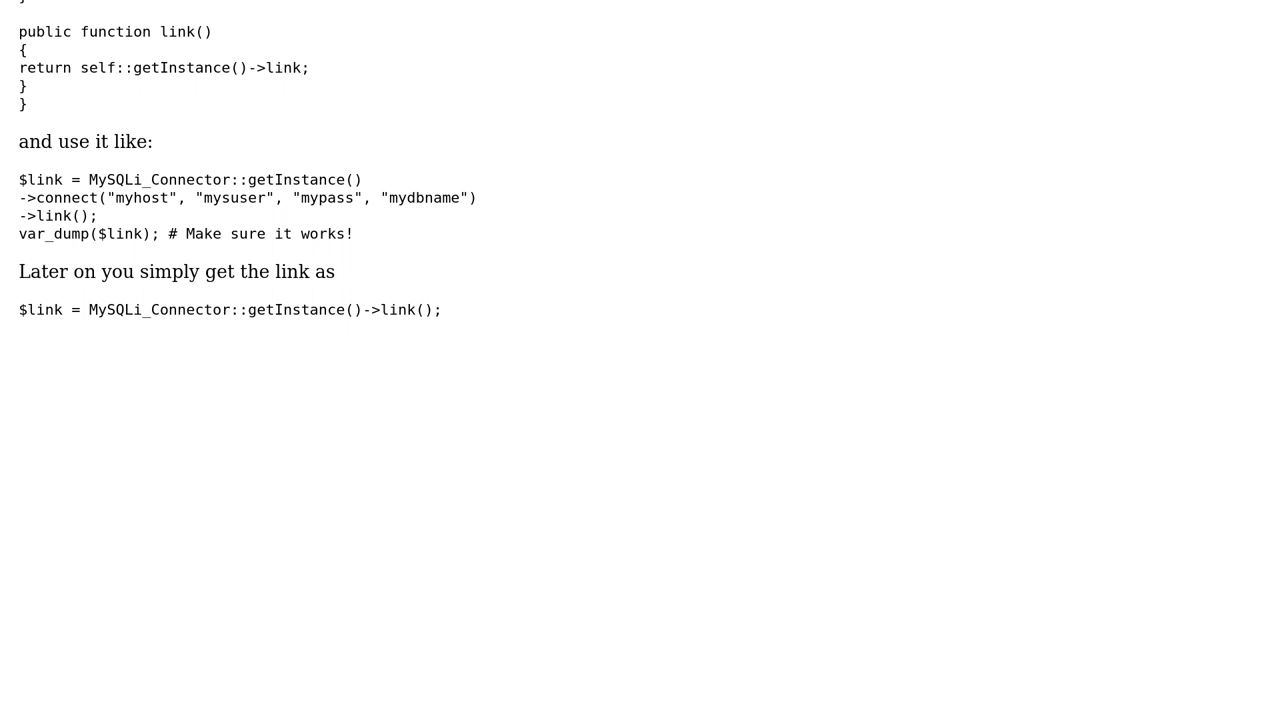 }
public function link()
{
return self::getInstance()->link;
}
}
and use it like:
$link = MySQLi_Connector::getInstance()
->connect("myhost", "mysuser", "mypass", "mydbname")
->link();
var_dump($link); # Make sure it works!
Later on you simply get the link as
$link = MySQLi_Connector::getInstance()->link();